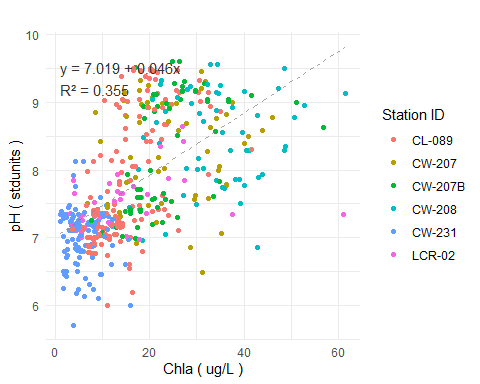 y = 7.019 + 0.046x
R² = 0.355
10
9
8
7
6
pH ( stdunits )
0
20
40
60
Chla ( ug/L )
Station ID
CL-089
CW-207
CW-207B
CW-208
CW-231
LCR-02